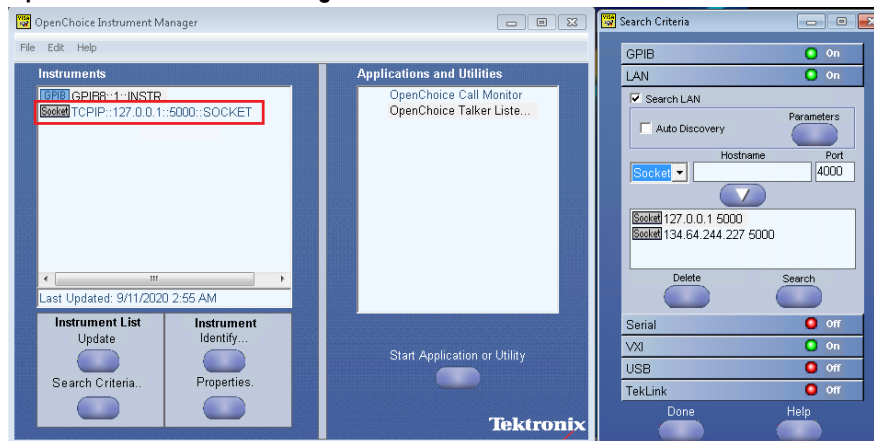 OpenChoice Instrument Manager
File Edit Help
Instruments
GPIB GPIB8::1::INSTR
Socket TCPIP::127.0.0.1::5000::SOCKET
Last Updated: 9/11/2020 2:55 AM
Instrument List
Update
Search Criteria..
Instrument
Identify...
Properties.
Applications and Utilities
OpenChoice Call Monitor
OpenChoice Talker Liste...
Start Application or Utility
Tektronix
Search Criteria
GPIB On
LAN On
Search LAN
Auto Discovery
Parameters
Hostname Port
Socket 4000
Socket 127.0.0.1 5000
Socket 134.64.244.227 5000
Delete Search
Serial Off
VXI On
USB Off
TekLink Off
Done Help